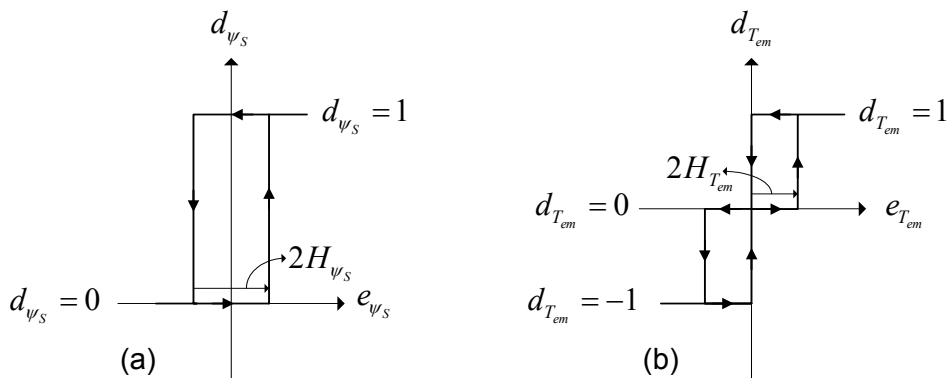 d_{ψ_S}
d_{T_{em}}
d_{ψ_S} = 1
d_{T_{em}} = 1
2H_{T_{em}}
d_{T_{em}} = 0
e_{T_{em}}
2H_{ψ_S}
d_{ψ_S} = 0
e_{ψ_S}
d_{T_{em}} = −1
(a)
(b)